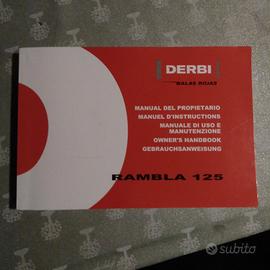 DERBI
BALAS ROJAS
MANUAL DEL PROPIETARIO
MANUEL D'INSTRUCTIONS
MANUALE DI USO E
MANUTENZIONE
OWNER'S HANDBOOK
GEBRAUCHSANWEISUNG
RAMBLA 125
subito